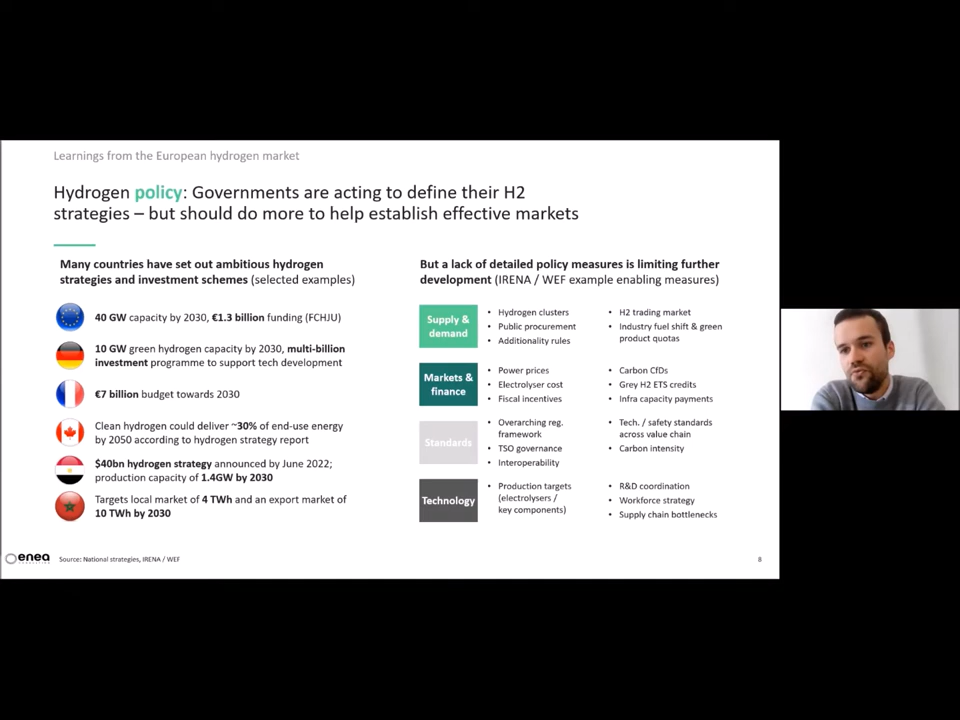 Learnings from the European hydrogen market
Hydrogen policy: Governments are acting to define their H2
strategies – but should do more to help establish effective markets
Many countries have set out ambitious hydrogen
strategies and investment schemes (selected examples)
40 GW capacity by 2030, €1.3 billion funding (FCHJU)
10 GW green hydrogen capacity by 2030, multi-billion
investment programme to support tech development
€7 billion budget towards 2030
Clean hydrogen could deliver ~30% of end-use energy
by 2050 according to hydrogen strategy report
$40bn hydrogen strategy announced by June 2022;
production capacity of 1.4GW by 2030
Targets local market of 4 TWh and an export market of
10 TWh by 2030
But a lack of detailed policy measures is limiting further
development (IRENA / WEF example enabling measures)
Supply &
demand
• Hydrogen clusters
• Public procurement
• Additionality rules
• H2 trading market
• Industry fuel shift & green
product quotas
Markets &
finance
• Power prices
• Electrolyser cost
• Fiscal incentives
• Carbon CFDs
• Grey H2 ETS credits
• Infra capacity payments
Standards
• Overarching reg.
framework
• TSO governance
• Interoperability
• Tech. / safety standards
across value chain
• Carbon intensity
Technology
• Production targets
(electrolysers /
key components)
• R&D coordination
• Workforce strategy
• Supply chain bottlenecks
enea
Source: National strategies, IRENA / WEF
8